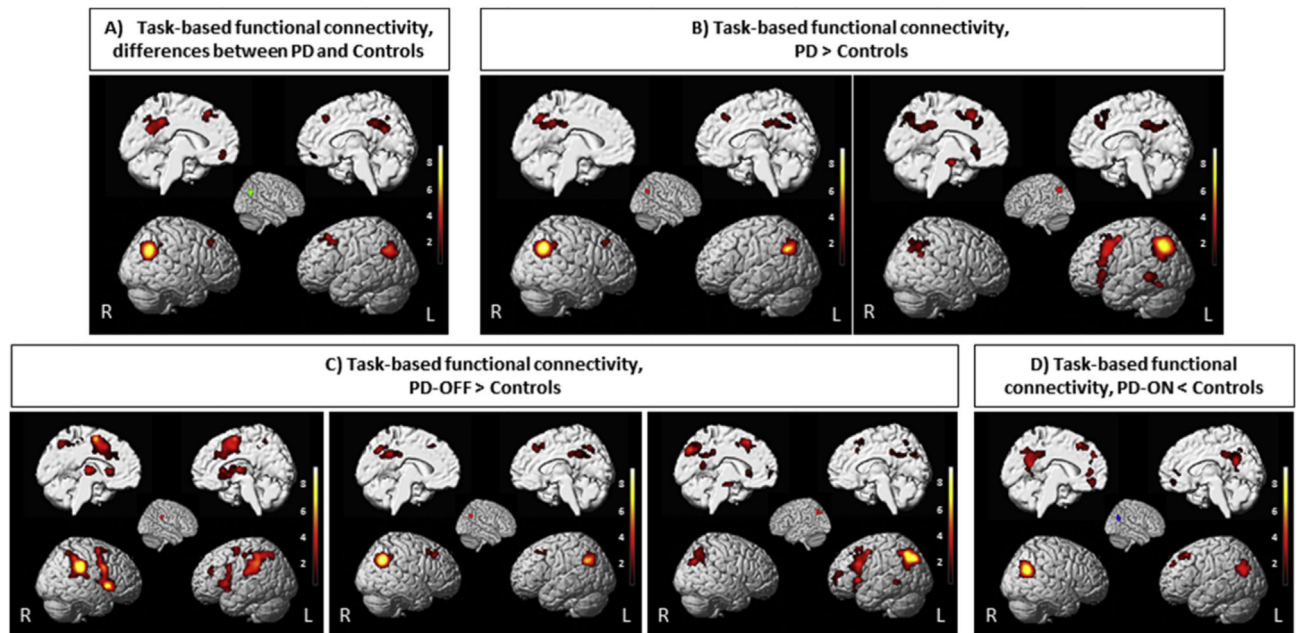 A) Task-based functional connectivity,
differences between PD and Controls
B) Task-based functional connectivity,
PD > Controls
8
6
4
2
R
L
8
6
4
2
R
L
8
6
4
2
R
L
C) Task-based functional connectivity,
PD-OFF > Controls
D) Task-based functional
connectivity, PD-ON < Controls
8
6
4
2
R
L
8
6
4
2
R
L
8
6
4
2
R
L
8
6
4
2
R
L